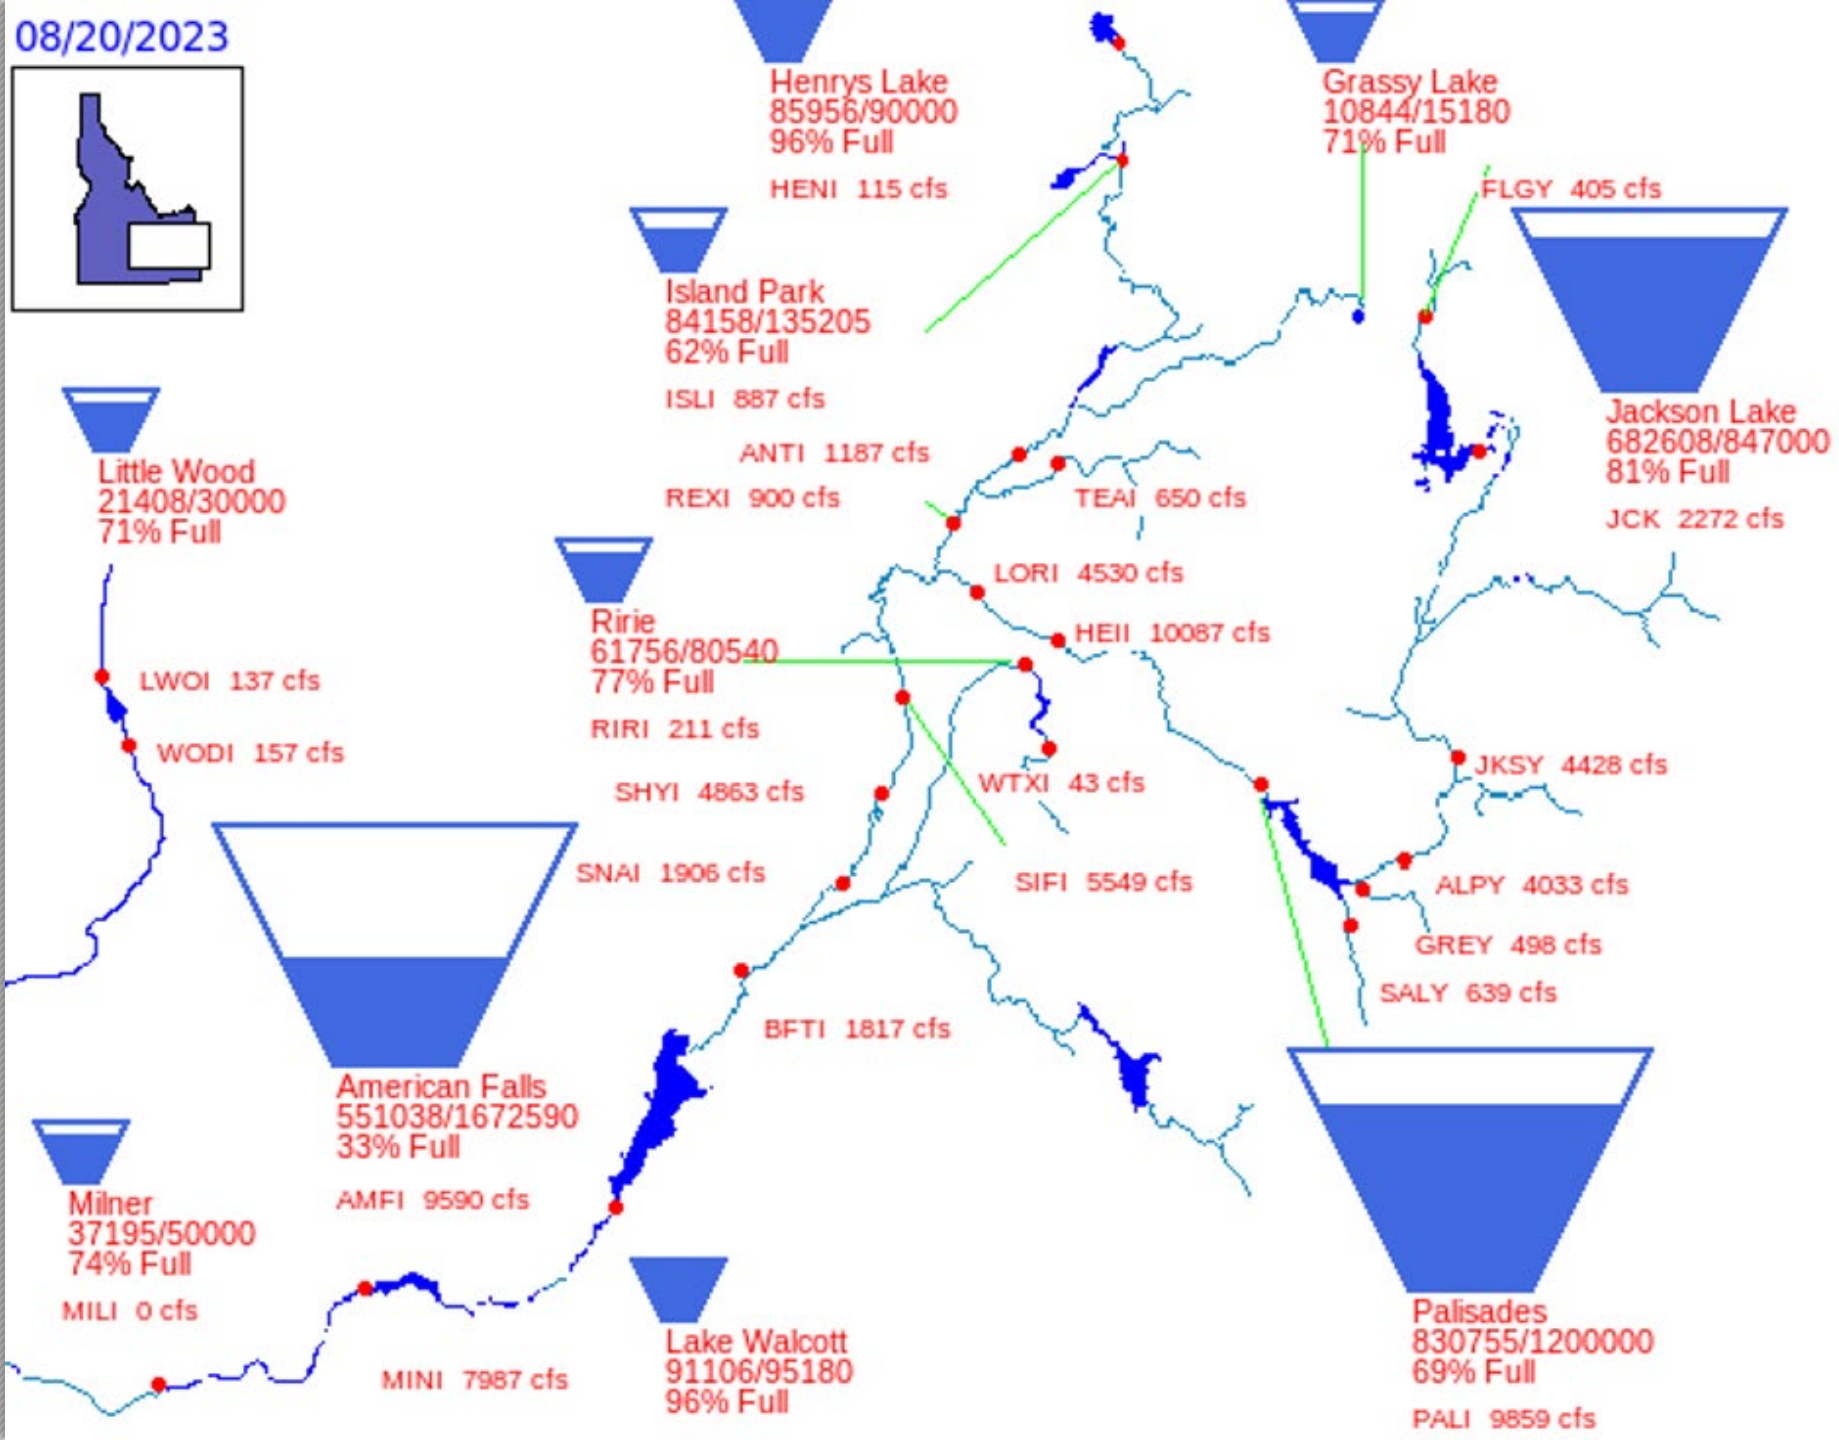 08/20/2023
Henrys Lake
85956/90000
96% Full
HENI 115 cfs
Grassy Lake
10844/15180
71% Full
FLGY 405 cfs
Island Park
84158/135205
62% Full
ISLI 887 cfs
Jackson Lake
682608/847000
81% Full
JCK 2272 cfs
Little Wood
21408/30000
71% Full
ANTI 1187 cfs
REXI 900 cfs
TEAI 650 cfs
LORI 4530 cfs
HEII 10087 cfs
Ririe
61756/80540
77% Full
RIRI 211 cfs
LWOI 137 cfs
WODI 157 cfs
SHYI 4863 cfs
WTXI 43 cfs
JKSY 4428 cfs
SNAI 1906 cfs
SIFI 5549 cfs
ALPY 4033 cfs
GREY 498 cfs
SALY 639 cfs
BFTI 1817 cfs
American Falls
551038/1672590
33% Full
AMFI 9590 cfs
Milner
37195/50000
74% Full
MILI 0 cfs
MINI 7987 cfs
Lake Walcott
91106/95180
96% Full
Palisades
830755/1200000
69% Full
PALI 9859 cfs